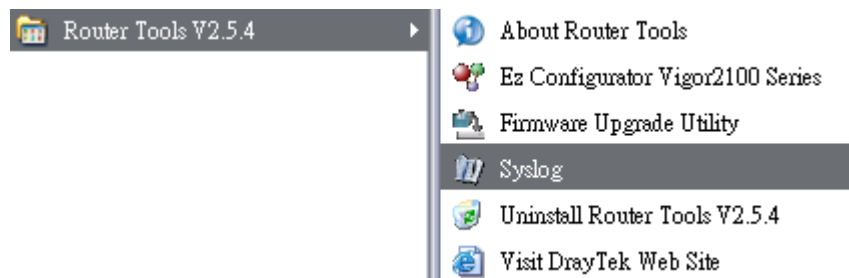 Router Tools V2.5.4
About Router Tools
Ez Configurator Vigor2100 Series
Firmware Upgrade Utility
Syslog
Uninstall Router Tools V2.5.4
Visit DrayTek Web Site